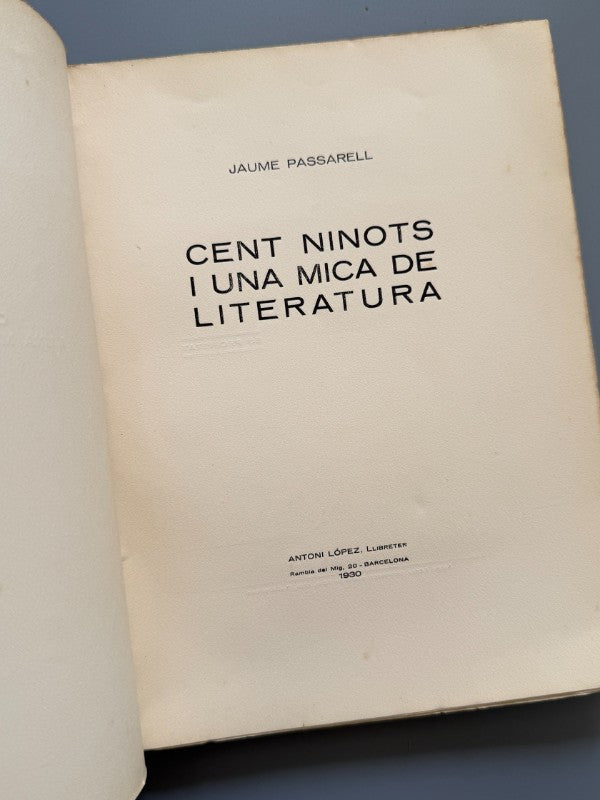 JAUME PASSARELL
CENT NINOTS
I UNA MICA DE
LITERATURA
ANTONI LÓPEZ, LLIBRETER
Rambla del Mig, 20 - BARCELONA
1930